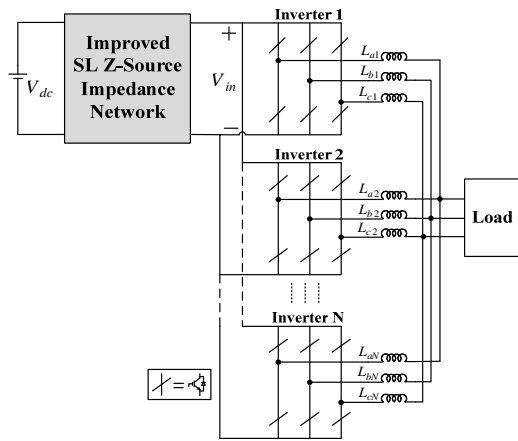 Inverter 1
Improved
SL Z-Source
Impedance
Network
V_dc
+
V_in
−
L_a1
L_b1
L_c1
Inverter 2
L_a2
L_b2
L_c2
Load
Inverter N
L_aN
L_bN
L_cN
=